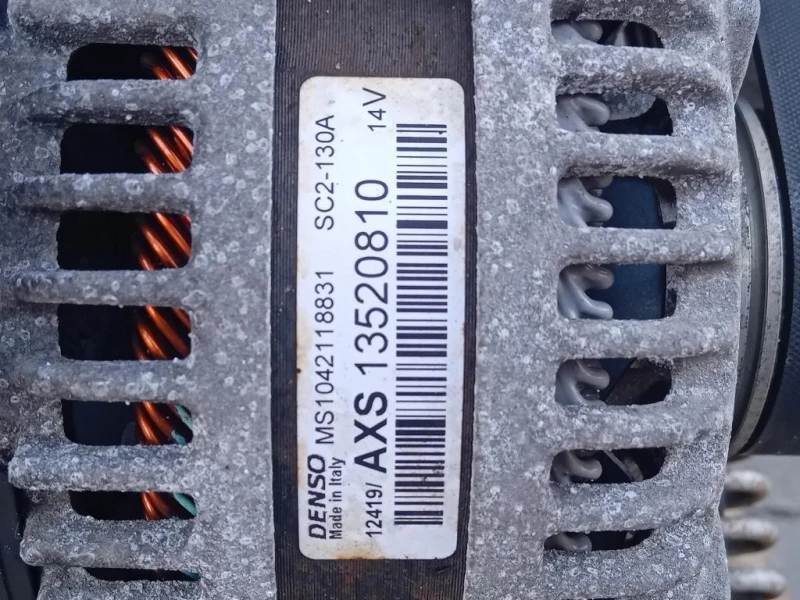 DENSO MS1042118831 SC2-130A 14V
Made in Italy
12419/ AXS 13520810